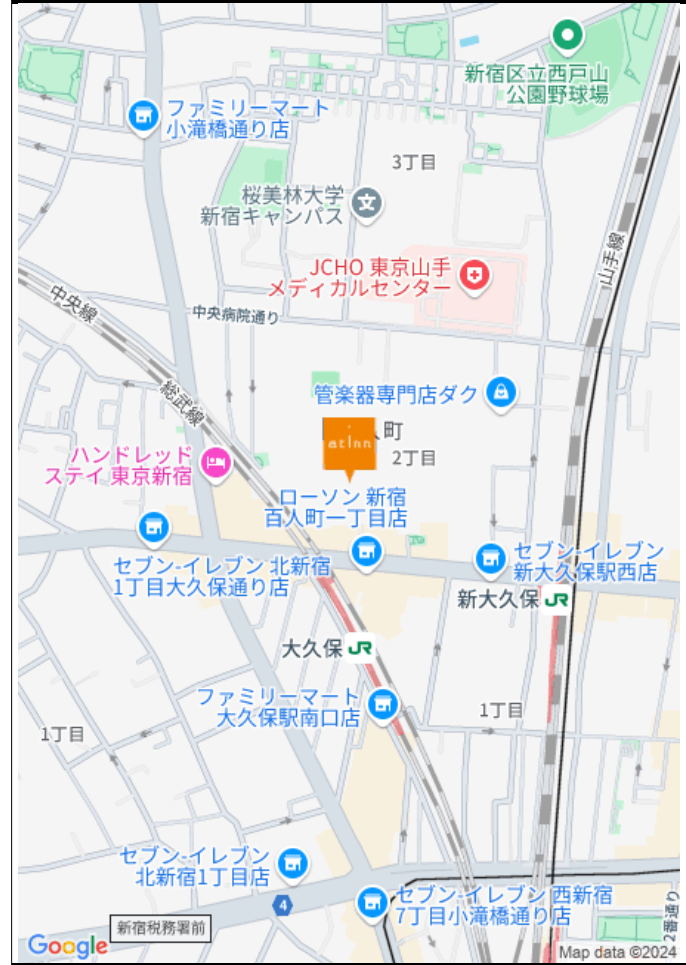 新宿区立西戸山
公園野球場
ファミリーマート
小滝橋通り店
3丁目
桜美林大学
新宿キャンパス
JCHO 東京山手
メディカルセンター
山手線
中央線
中央病院通り
総武線
管楽器専門店ダク
at inn
人町
2丁目
ハンドレッド
ステイ 東京新宿
ローソン 新宿
百人町一丁目店
セブン-イレブン 北新宿
1丁目大久保通り店
セブン-イレブン
新大久保駅西店
新大久保 JR
大久保 JR
ファミリーマート
大久保駅南口店
1丁目
1丁目
セブン-イレブン
北新宿1丁目店
4
セブン-イレブン 西新宿
7丁目小滝橋通り店
2番通り
新宿税務署前
Google
Map data ©2024